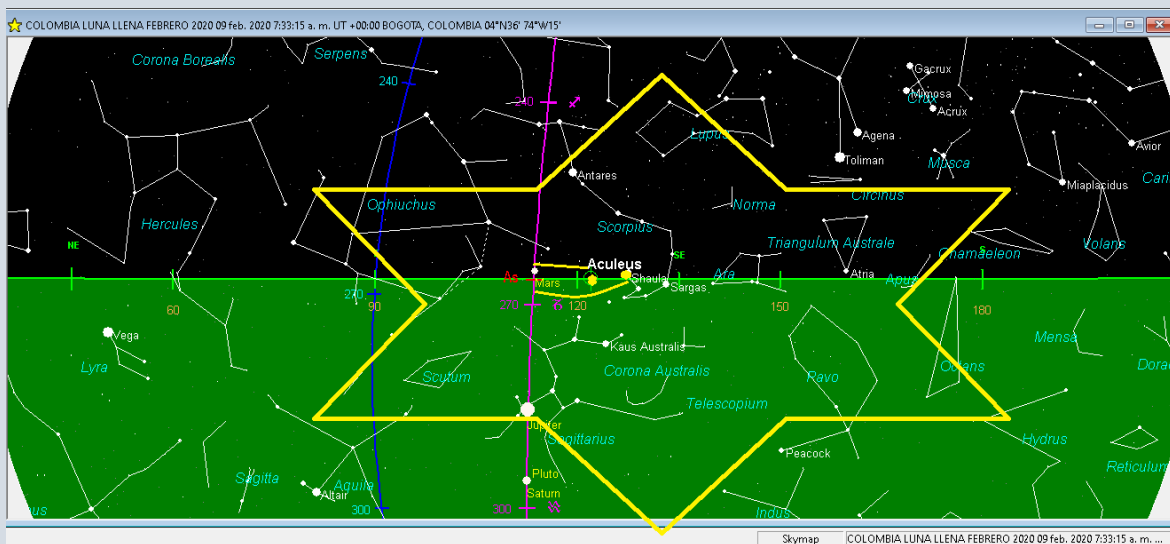 COLOMBIA LUNA LLENA FEBRERO 2020 09 feb. 2020 7:33:15 a. m. UT +00:00 BOGOTA, COLOMBIA 04°N36' 74°W15'
Corona Borealis
Serpens
Gacrux
240
Mimosa
Crux
240 ♐
Acrux
Lupus
Agena
Avior
Toliman
Musca
Antares
Miaplacidus
Cari
Ophiuchus
Norma
Circinus
Hercules
Scorpius
NE
Triangulum Australe
Volans
SE
S
Chamaeleon
Aculeus
As
Mars
Shaula
Ara
Atria
Apus
Sargas
270
270 ♑
60
90
120
150
180
Vega
Mensa
Kaus Australis
Lyra
Scutum
Corona Australis
Pavo
Octans
Dorad
Telescopium
Jupiter
Sagittarius
Hydrus
Peacock
Reticulum
Pluto
Sagitta
Aquila
Altair
Saturn
us
300
300 ♒
Indus
Skymap
COLOMBIA LUNA LLENA FEBRERO 2020 09 feb. 2020 7:33:15 a. m. ...